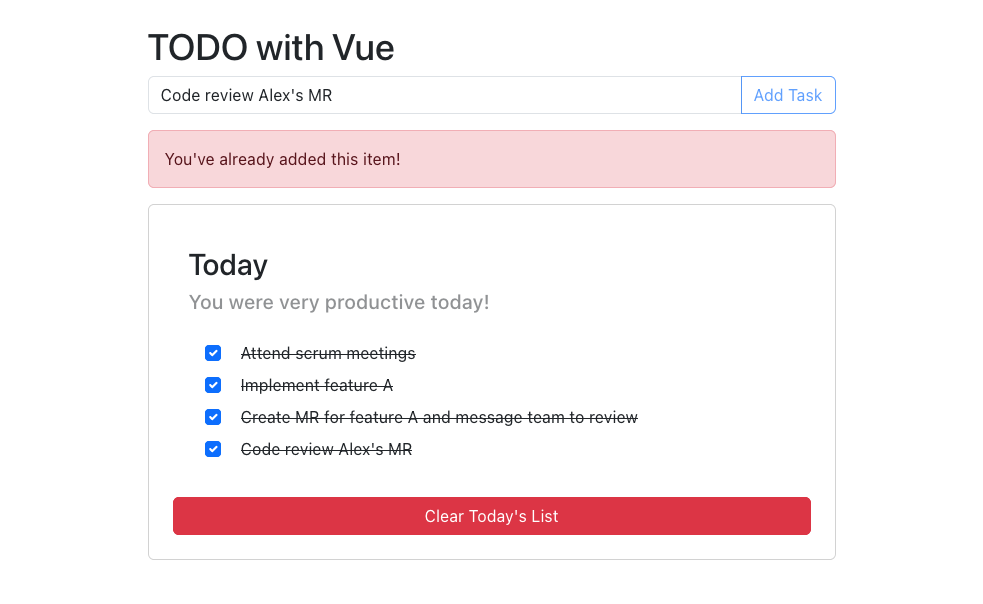 TODO with Vue
Code review Alex's MR
Add Task
You've already added this item!
Today
You were very productive today!
Attend scrum meetings
Implement feature A
Create MR for feature A and message team to review
Code review Alex's MR
Clear Today's List